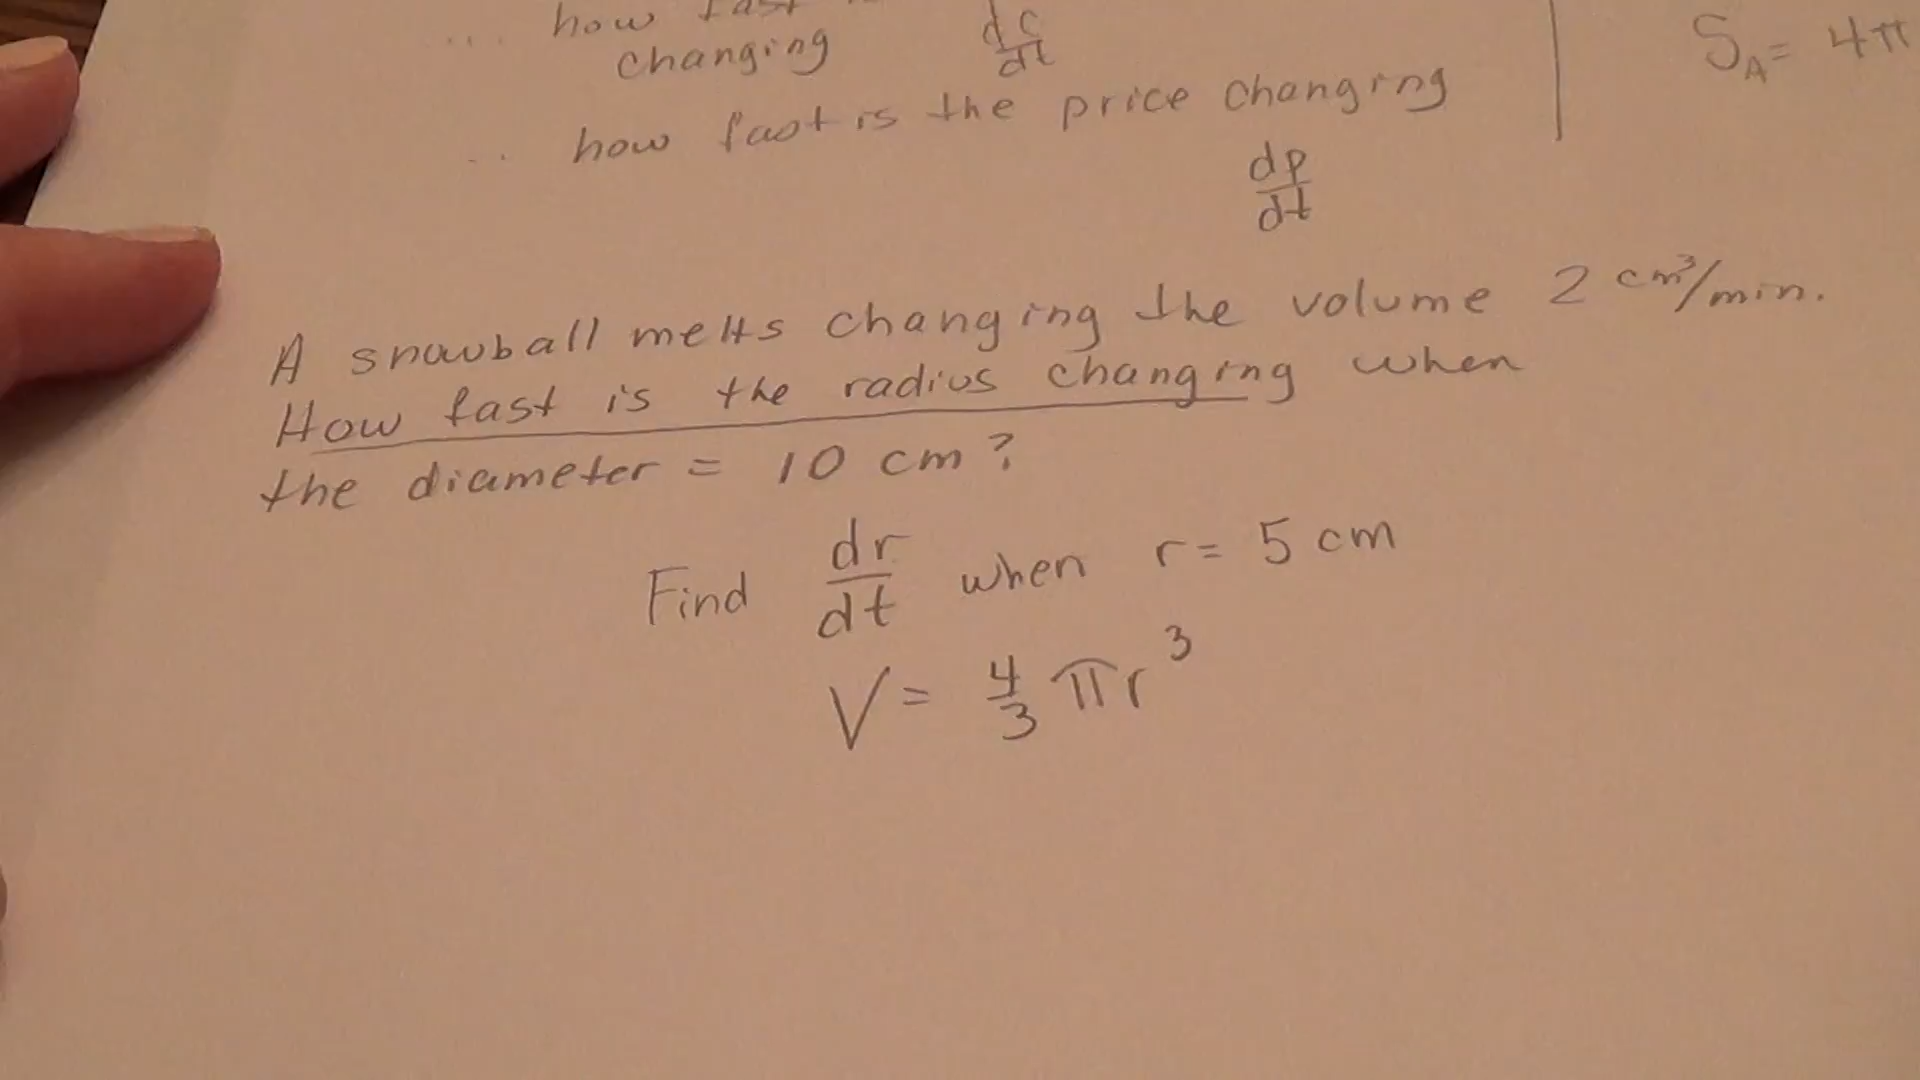 ... how fast
changing dc/dt
S_A = 4π
.. how fast is the price changing
dp/dt
A snowball melts changing the volume 2 cm³/min.
How fast is the radius changing when
the diameter = 10 cm?
Find dr/dt when r = 5 cm
V = 4/3 πr³